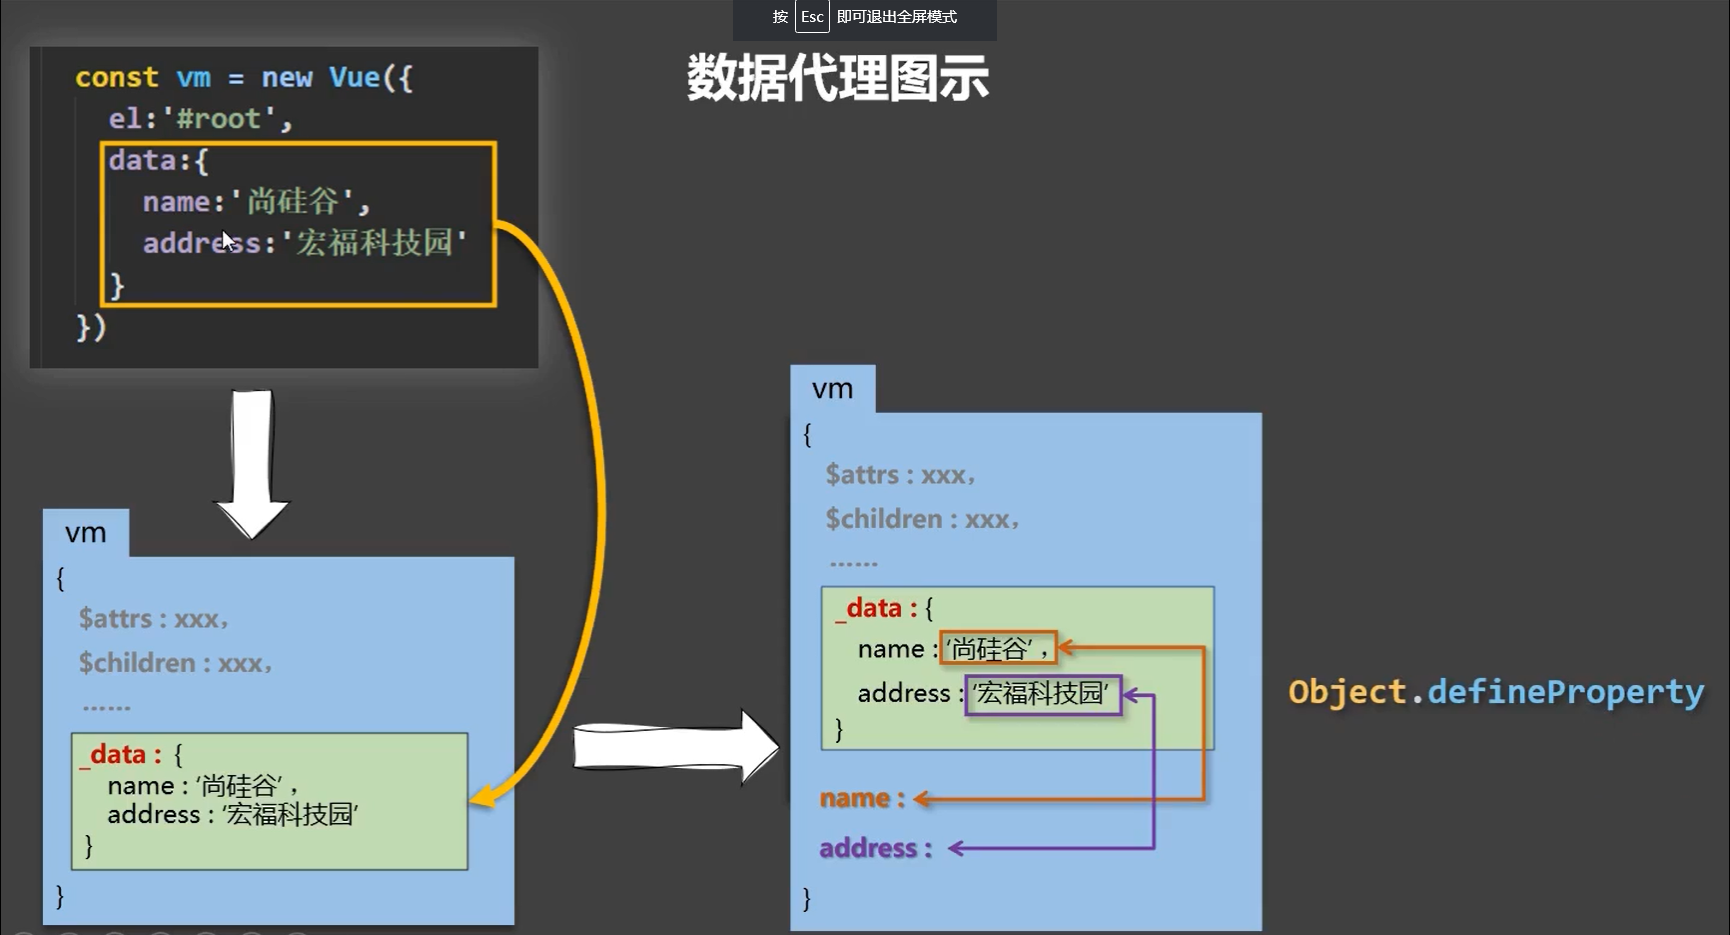 按 Esc 即可退出全屏模式
数据代理图示
const vm = new Vue({
el:'#root',
data:{
name:'尚硅谷',
address:'宏福科技园'
}
})
vm
{
$attrs : xxx,
$children : xxx,
......
_data : {
name : ‘尚硅谷’ ,
address : ‘宏福科技园’
}
}
vm
{
$attrs : xxx,
$children : xxx,
......
_data : {
name : ‘尚硅谷’ ,
address : ‘宏福科技园’
}
name :
address :
}
Object.defineProperty